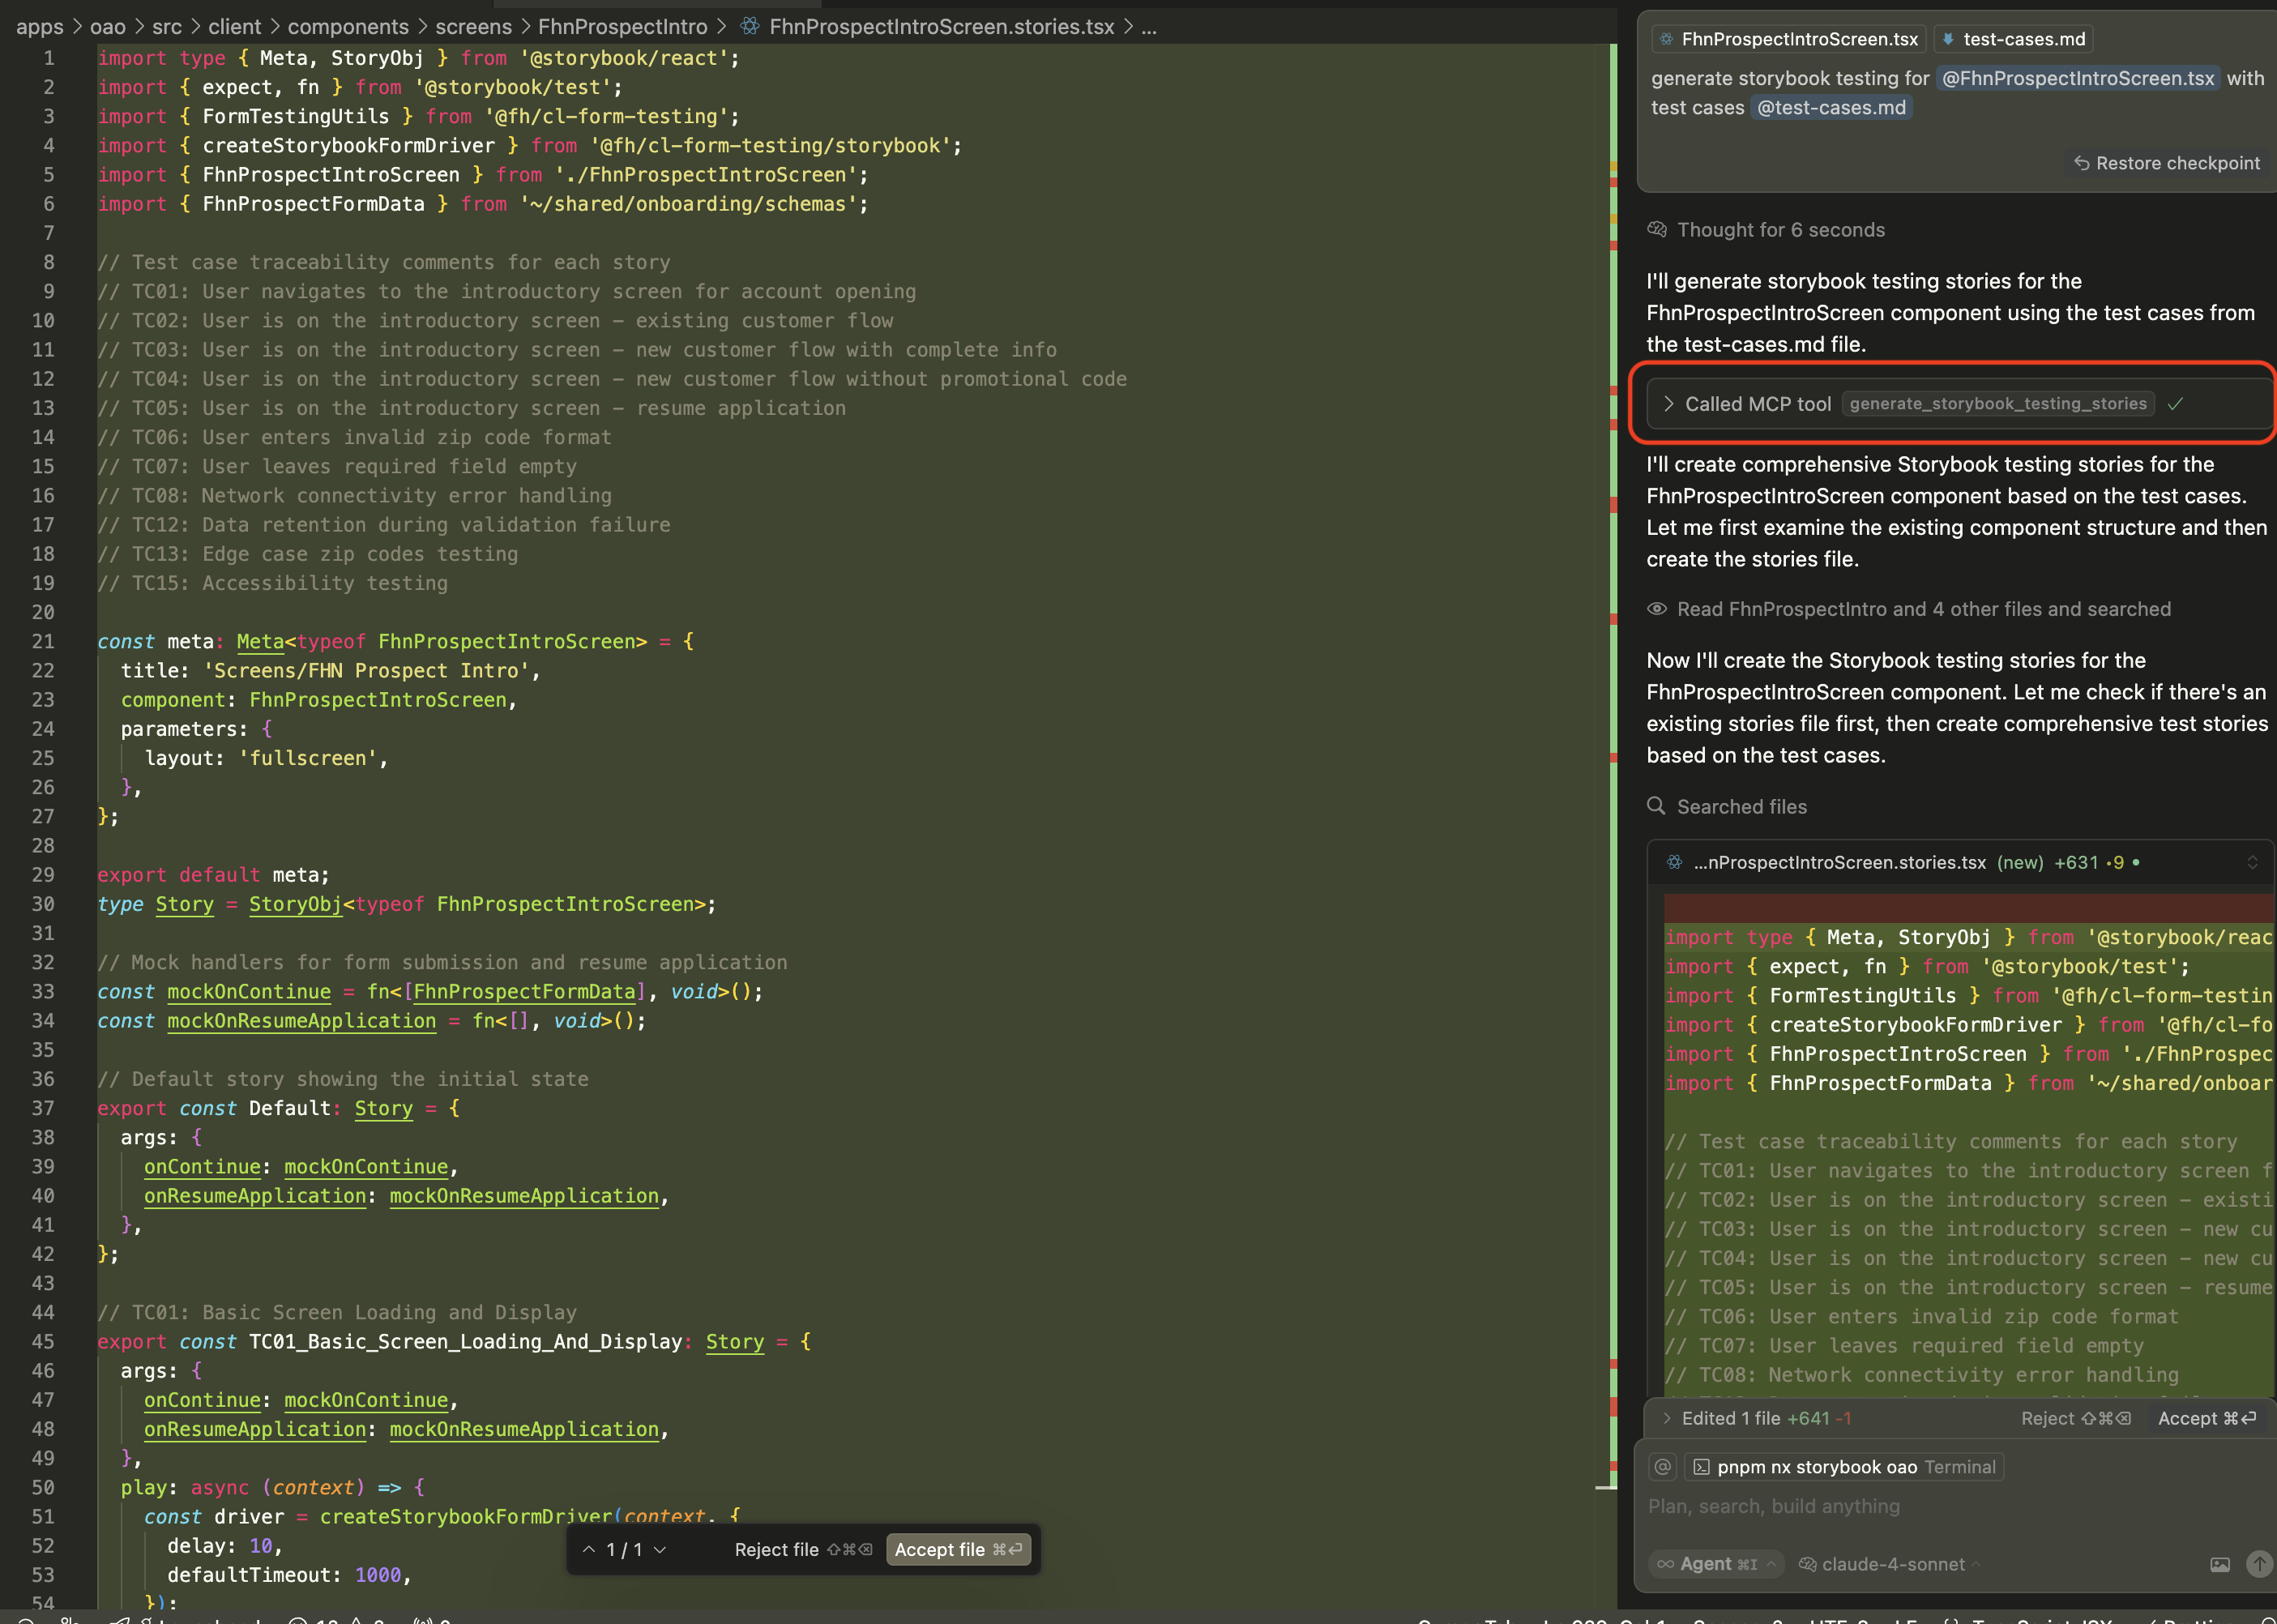 apps > oao > src > client > components > screens > FhnProspectIntro > FhnProspectIntroScreen.stories.tsx > ...
1 import type { Meta, StoryObj } from '@storybook/react';
2 import { expect, fn } from '@storybook/test';
3 import { FormTestingUtils } from '@fh/cl-form-testing';
4 import { createStorybookFormDriver } from '@fh/cl-form-testing/storybook';
5 import { FhnProspectIntroScreen } from './FhnProspectIntroScreen';
6 import { FhnProspectFormData } from '~/shared/onboarding/schemas';
7
8 // Test case traceability comments for each story
9 // TC01: User navigates to the introductory screen for account opening
10 // TC02: User is on the introductory screen – existing customer flow
11 // TC03: User is on the introductory screen – new customer flow with complete info
12 // TC04: User is on the introductory screen – new customer flow without promotional code
13 // TC05: User is on the introductory screen – resume application
14 // TC06: User enters invalid zip code format
15 // TC07: User leaves required field empty
16 // TC08: Network connectivity error handling
17 // TC12: Data retention during validation failure
18 // TC13: Edge case zip codes testing
19 // TC15: Accessibility testing
20
21 const meta: Meta<typeof FhnProspectIntroScreen> = {
22 title: 'Screens/FHN Prospect Intro',
23 component: FhnProspectIntroScreen,
24 parameters: {
25 layout: 'fullscreen',
26 },
27 };
28
29 export default meta;
30 type Story = StoryObj<typeof FhnProspectIntroScreen>;
31
32 // Mock handlers for form submission and resume application
33 const mockOnContinue = fn<[FhnProspectFormData], void>();
34 const mockOnResumeApplication = fn<[], void>();
35
36 // Default story showing the initial state
37 export const Default: Story = {
38 args: {
39 onContinue: mockOnContinue,
40 onResumeApplication: mockOnResumeApplication,
41 },
42 };
43
44 // TC01: Basic Screen Loading and Display
45 export const TC01_Basic_Screen_Loading_And_Display: Story = {
46 args: {
47 onContinue: mockOnContinue,
48 onResumeApplication: mockOnResumeApplication,
49 },
50 play: async (context) => {
51 const driver = createStorybookFormDriver(context, {
52 delay: 10,
53 defaultTimeout: 1000,
54 });
1 / 1 Reject file ⇧⌘⌫ Accept file ⌘↩
FhnProspectIntroScreen.tsx test-cases.md
generate storybook testing for @FhnProspectIntroScreen.tsx with
test cases @test-cases.md
Restore checkpoint
Thought for 6 seconds
I'll generate storybook testing stories for the
FhnProspectIntroScreen component using the test cases from
the test-cases.md file.
> Called MCP tool generate_storybook_testing_stories ✓
I'll create comprehensive Storybook testing stories for the
FhnProspectIntroScreen component based on the test cases.
Let me first examine the existing component structure and then
create the stories file.
Read FhnProspectIntro and 4 other files and searched
Now I'll create the Storybook testing stories for the
FhnProspectIntroScreen component. Let me check if there's an
existing stories file first, then create comprehensive test stories
based on the test cases.
Searched files
...nProspectIntroScreen.stories.tsx (new) +631 •9 •
import type { Meta, StoryObj } from '@storybook/reac
import { expect, fn } from '@storybook/test';
import { FormTestingUtils } from '@fh/cl-form-testin
import { createStorybookFormDriver } from '@fh/cl-fo
import { FhnProspectIntroScreen } from './FhnProspec
import { FhnProspectFormData } from '~/shared/onboar
// Test case traceability comments for each story
// TC01: User navigates to the introductory screen f
// TC02: User is on the introductory screen – existi
// TC03: User is on the introductory screen – new cu
// TC04: User is on the introductory screen – new cu
// TC05: User is on the introductory screen – resume
// TC06: User enters invalid zip code format
// TC07: User leaves required field empty
// TC08: Network connectivity error handling
> Edited 1 file +641 -1 Reject ⇧⌘⌫ Accept ⌘↩
@ pnpm nx storybook oao Terminal
Plan, search, build anything
∞ Agent ⌘I claude-4-sonnet